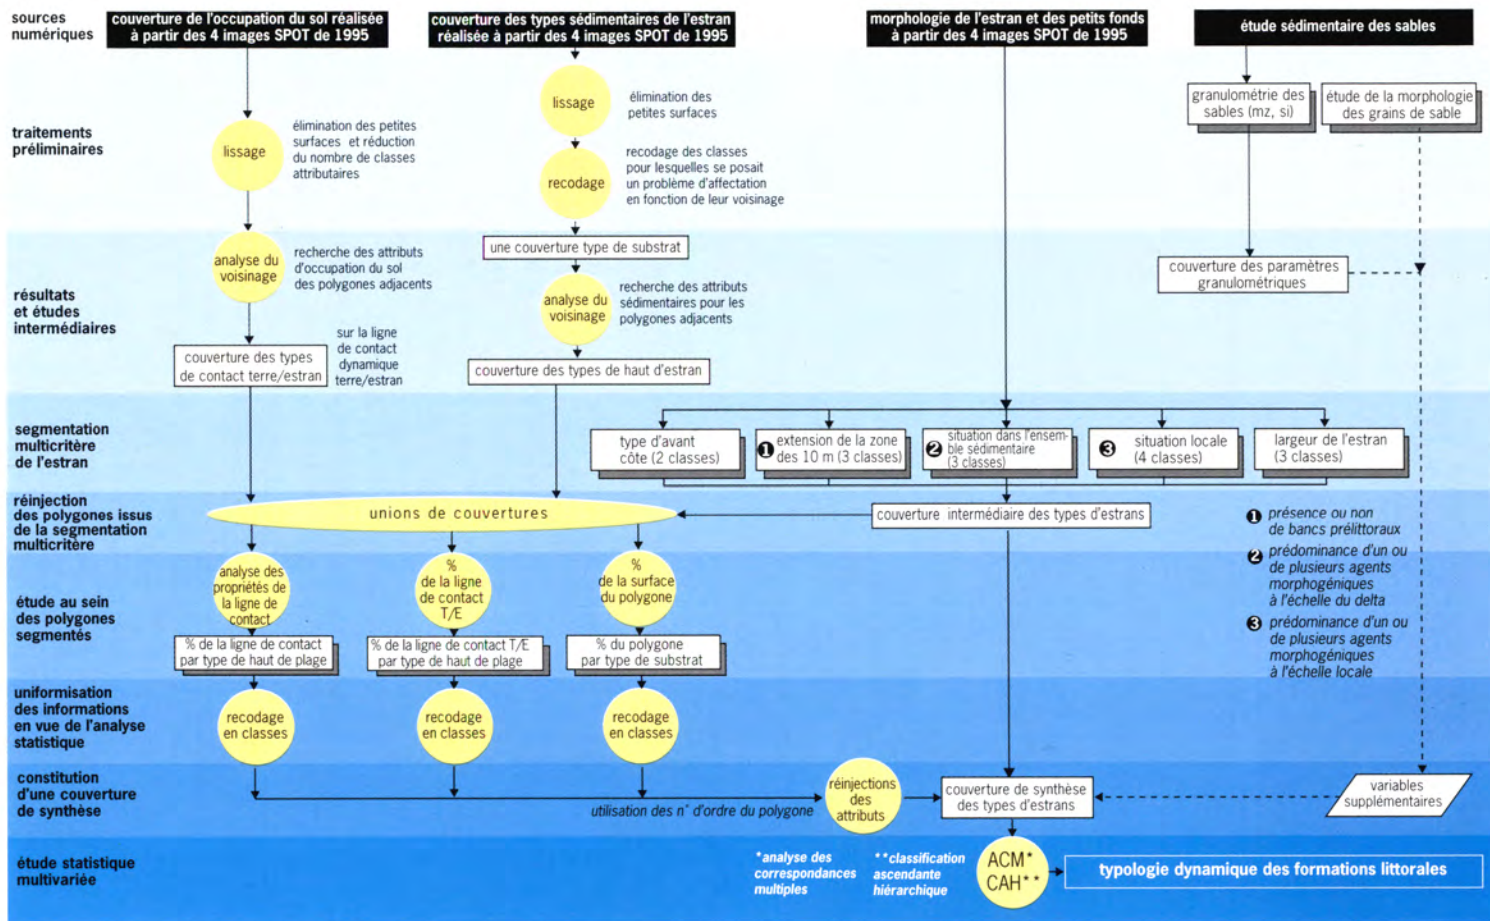 sources
numériques
couverture de l'occupation du sol réalisée
à partir des 4 images SPOT de 1995
couverture des types sédimentaires de l'estran
réalisée à partir des 4 images SPOT de 1995
morphologie de l'estran et des petits fonds
à partir des 4 images SPOT de 1995
étude sédimentaire des sables
traitements
préliminaires
lissage
élimination des petites
surfaces et réduction
du nombre de classes
attributaires
lissage
élimination des
petites surfaces
recodage
recodage des classes
pour lesquelles se posait
un problème d'affectation
en fonction de leur voisinage
granulométrie des
sables (mz, si)
étude de la morphologie
des grains de sable
résultats
et études
intermédiaires
analyse du
voisinage
recherche des attributs
d'occupation du sol
des polygones adjacents
une couverture type de substrat
analyse du
voisinage
recherche des attributs
sédimentaires pour les
polygones adjacents
couverture des paramètres
granulométriques
couverture des types
de contact terre/estran
sur la ligne
de contact
dynamique
terre/estran
couverture des types de haut d'estran
segmentation
multicritère
de l'estran
type d'avant
côte (2 classes)
❶ extension de la zone
des 10 m (3 classes)
❷ situation dans l'ensem-
ble sédimentaire
(3 classes)
❸ situation locale
(4 classes)
largeur de l'estran
(3 classes)
réinjection
des polygones issus
de la segmentation
multicritère
unions de couvertures
couverture intermédiaire des types d'estrans
❶ présence ou non
de bancs prélittoraux
❷ prédominance d'un ou
de plusieurs agents
morphogéniques
à l'échelle du delta
❸ prédominance d'un ou
de plusieurs agents
morphogéniques
à l'échelle locale
étude au sein
des polygones
segmentés
analyse des
propriétés de
la ligne de
contact
%
de la ligne
de contact
T/E
%
de la surface
du polygone
% de la ligne de contact
par type de haut de plage
% de la ligne de contact T/E
par type de haut de plage
% du polygone
par type de substrat
uniformisation
des informations
en vue de l'analyse
statistique
recodage
en classes
recodage
en classes
recodage
en classes
constitution
d'une couverture
de synthèse
utilisation des n° d'ordre du polygone
réinjections
des
attributs
couverture de synthèse
des types d'estrans
variables
supplémentaires
étude statistique
multivariée
*analyse des
correspondances
multiples
**classification
ascendante
hiérarchique
ACM*
CAH**
typologie dynamique des formations littorales